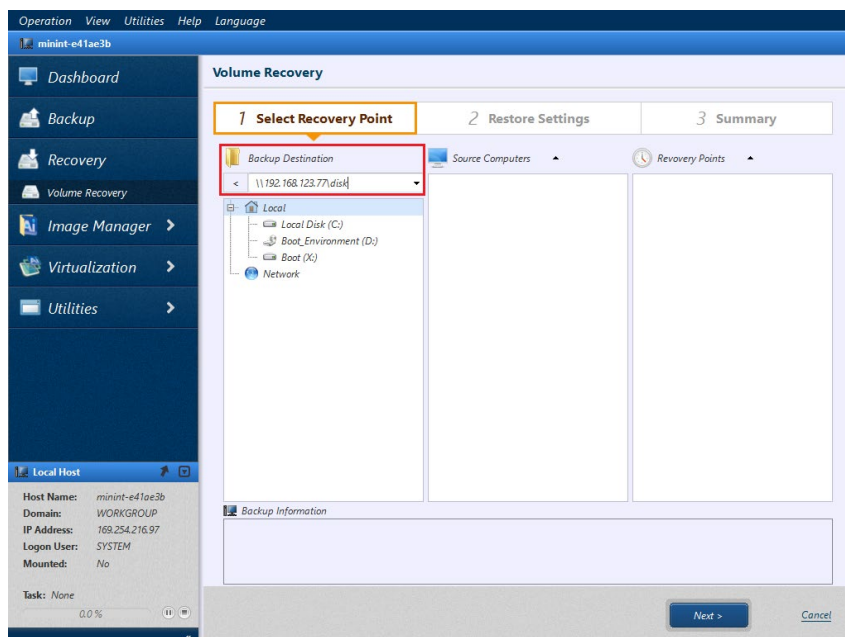 Operation View Utilities Help Language
minint-e41ae3b
Dashboard
Backup
Recovery
Volume Recovery
Image Manager
Virtualization
Utilities
Volume Recovery
1 Select Recovery Point
2 Restore Settings
3 Summary
Backup Destination
Source Computers
Revovery Points
< \\192.168.123.77\disk
Local
Local Disk (C:)
Boot_Environment (D:)
Boot (X:)
Network
Backup Information
Local Host
Host Name: minint-e41ae3b
Domain: WORKGROUP
IP Address: 169.254.216.97
Logon User: SYSTEM
Mounted: No
Task: None
0.0 %
Next >
Cancel